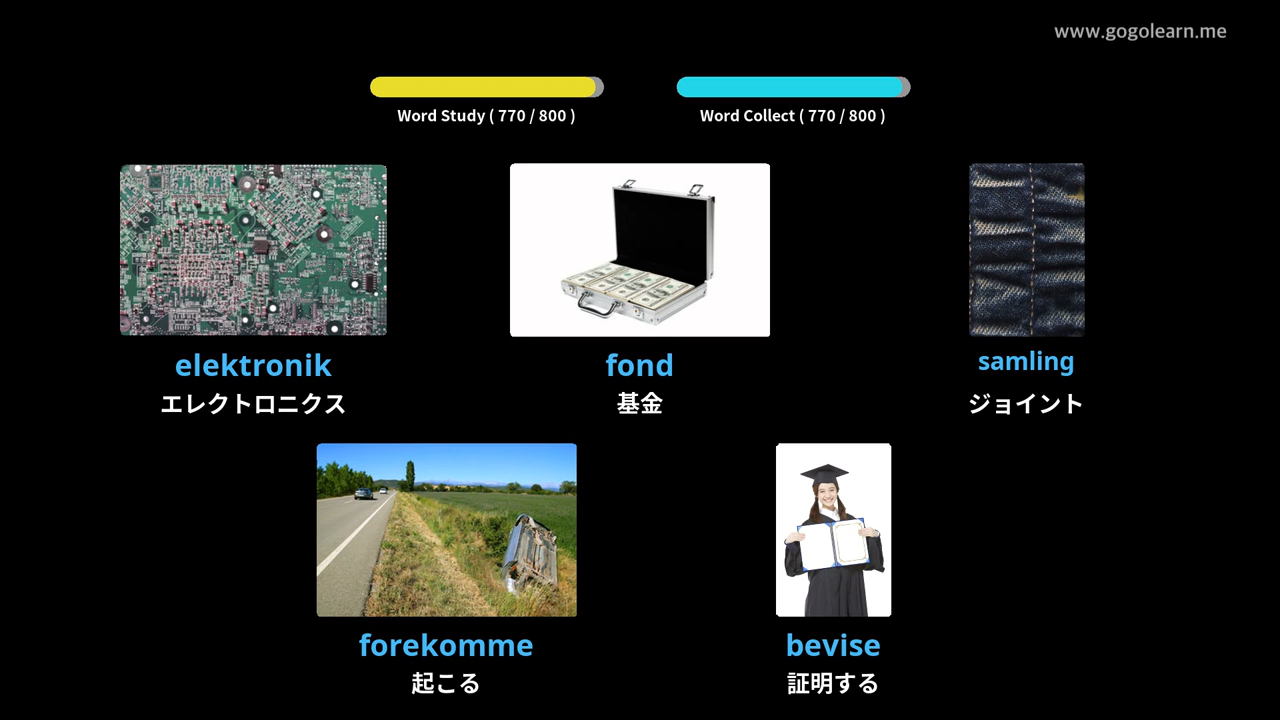 www.gogolearn.me
Word Study ( 770 / 800 )
Word Collect ( 770 / 800 )
elektronik
エレクトロニクス
fond
基金
samling
ジョイント
forekomme
起こる
bevise
証明する